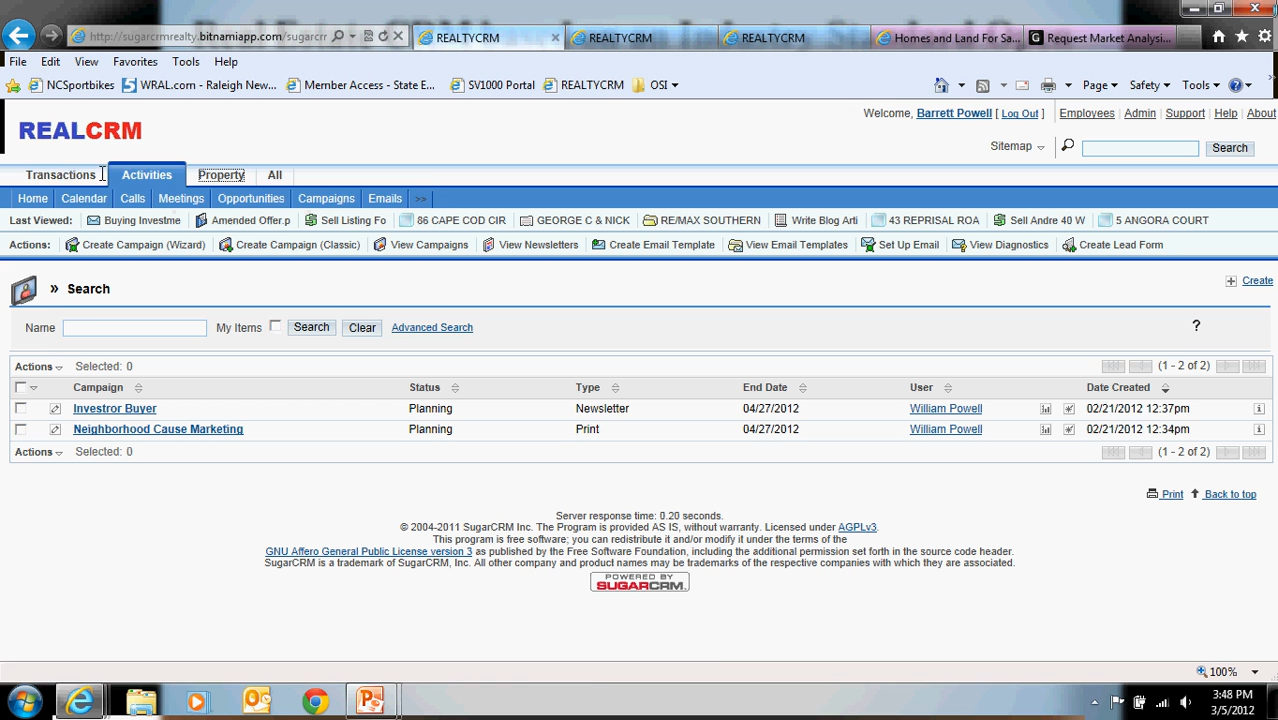 http://sugarcrmrealty.bitnamiapp.com/sugarcr
REALTYCRM
REALTYCRM
REALTYCRM
Homes and Land For Sa...
G Request Market Analysi...
File Edit View Favorites Tools Help
NCSportbikes
WRAL.com - Raleigh New...
Member Access - State E...
SV1000 Portal
REALTYCRM
OSI
Page
Safety
Tools
REALCRM
Welcome, Barrett Powell [ Log Out ] Employees Admin Support Help About
Sitemap
Search
Transactions Activities Property All
Home Calendar Calls Meetings Opportunities Campaigns Emails >>
Last Viewed: Buying Investme Amended Offer.p Sell Listing Fo 86 CAPE COD CIR GEORGE C & NICK RE/MAX SOUTHERN Write Blog Arti 43 REPRISAL ROA Sell Andre 40 W 5 ANGORA COURT
Actions: Create Campaign (Wizard) Create Campaign (Classic) View Campaigns View Newsletters Create Email Template View Email Templates Set Up Email View Diagnostics Create Lead Form
» Search
Create
Name My Items Search Clear Advanced Search ?
Actions Selected: 0 (1 - 2 of 2)
Campaign Status Type End Date User Date Created
Investror Buyer Planning Newsletter 04/27/2012 William Powell 02/21/2012 12:37pm
Neighborhood Cause Marketing Planning Print 04/27/2012 William Powell 02/21/2012 12:34pm
Actions Selected: 0 (1 - 2 of 2)
Print Back to top
Server response time: 0.20 seconds.
© 2004-2011 SugarCRM Inc. The Program is provided AS IS, without warranty. Licensed under AGPLv3.
This program is free software; you can redistribute it and/or modify it under the terms of the
GNU Affero General Public License version 3 as published by the Free Software Foundation, including the additional permission set forth in the source code header.
SugarCRM is a trademark of SugarCRM, Inc. All other company and product names may be trademarks of the respective companies with which they are associated.
POWERED BY
SUGARCRM.
100%
3:48 PM
3/5/2012